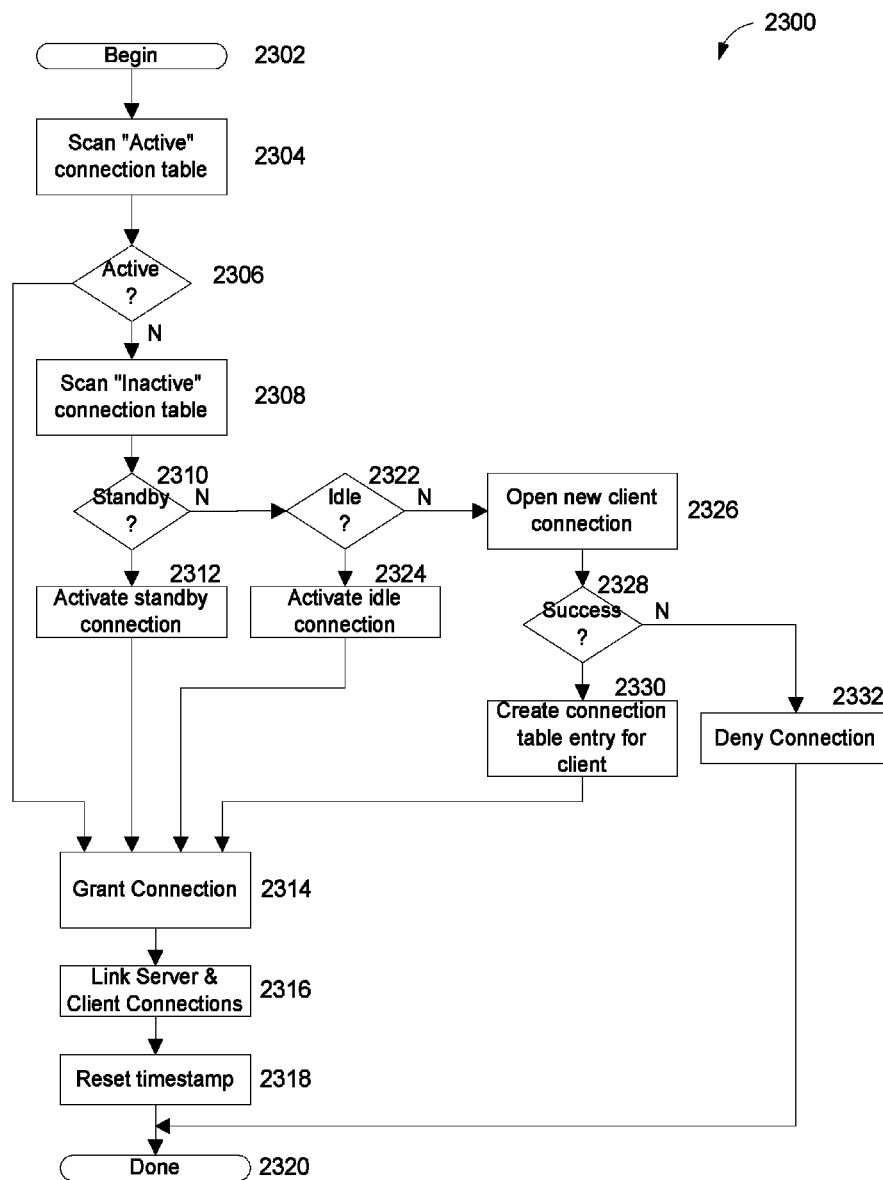 2300
Begin
2302
Scan "Active"
connection table
2304
Active
?
2306
N
Scan "Inactive"
connection table
2308
2310
Standby
?
N
2322
Idle
?
N
Open new client
connection
2326
2312
Activate standby
connection
2324
Activate idle
connection
2328
Success
?
N
2330
Create connection
table entry for
client
2332
Deny Connection
Grant Connection
2314
Link Server &
Client Connections
2316
Reset timestamp
2318
Done
2320